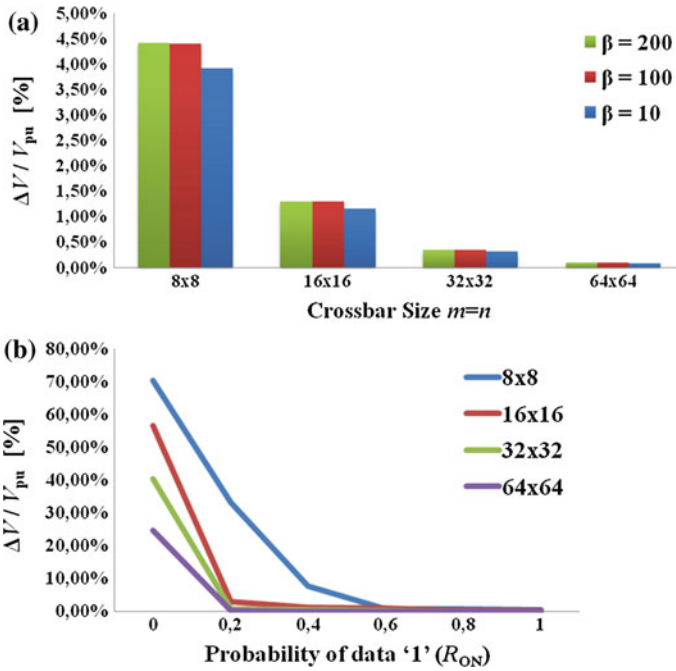 (a)
5,00%
4,50%
4,00%
3,50%
3,00%
2,50%
2,00%
1,50%
1,00%
0,50%
0,00%
ΔV / Vpu [%]
β = 200
β = 100
β = 10
8x8 16x16 32x32 64x64
Crossbar Size m=n
(b)
80,00%
70,00%
60,00%
50,00%
40,00%
30,00%
20,00%
10,00%
0,00%
ΔV / Vpu [%]
8x8
16x16
32x32
64x64
0 0,2 0,4 0,6 0,8 1
Probability of data ‘1’ (RON)